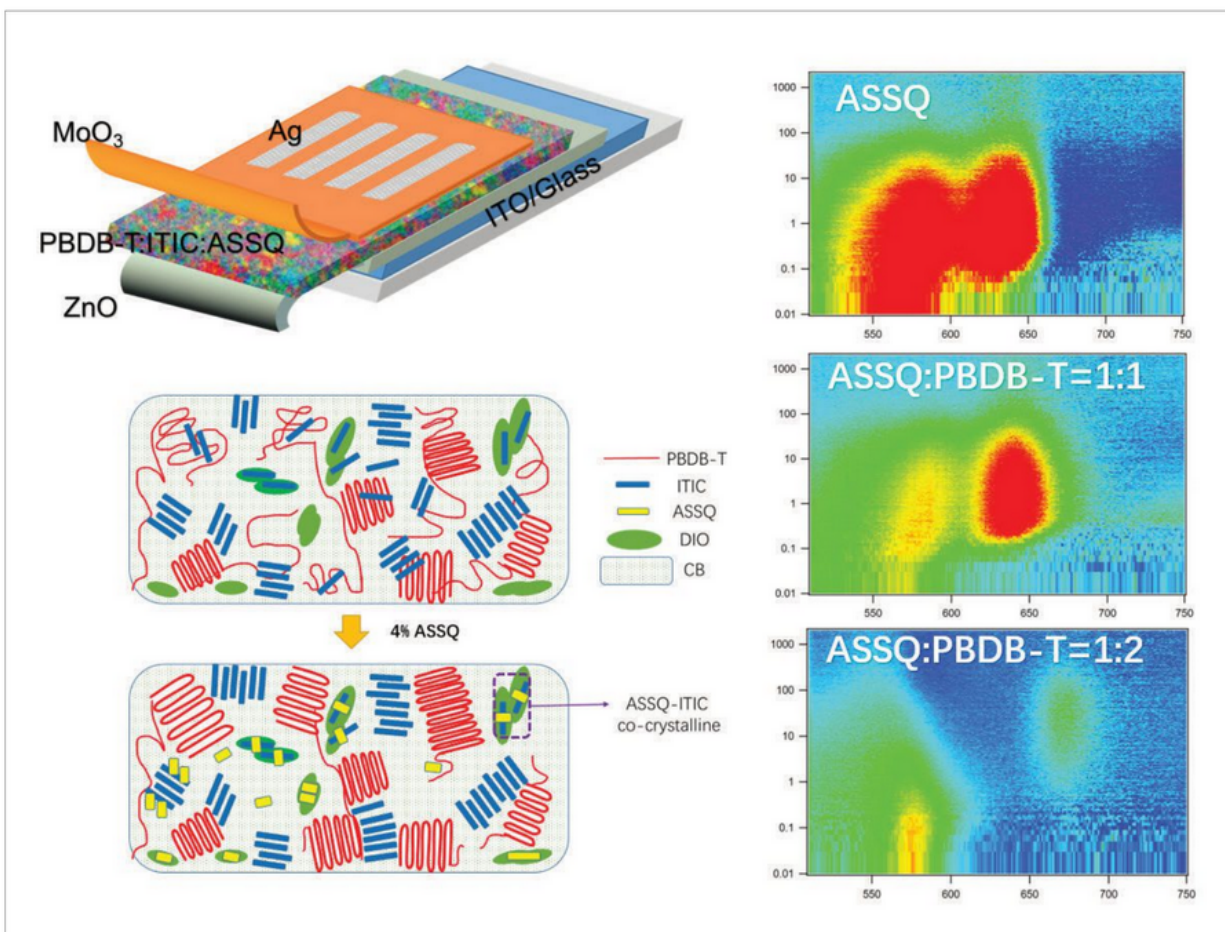 MoO₃
Ag
PBDB-T:ITIC:ASSQ
ITO/Glass
ZnO
PBDB-T
ITIC
ASSQ
DIO
CB
4% ASSQ
ASSQ-ITIC
co-crystalline
ASSQ
1000
100
10
1
0.1
0.01
550 600 650 700 750
ASSQ:PBDB-T=1:1
1000
100
10
1
0.1
0.01
550 600 650 700 750
ASSQ:PBDB-T=1:2
1000
100
10
1
0.1
0.01
550 600 650 700 750